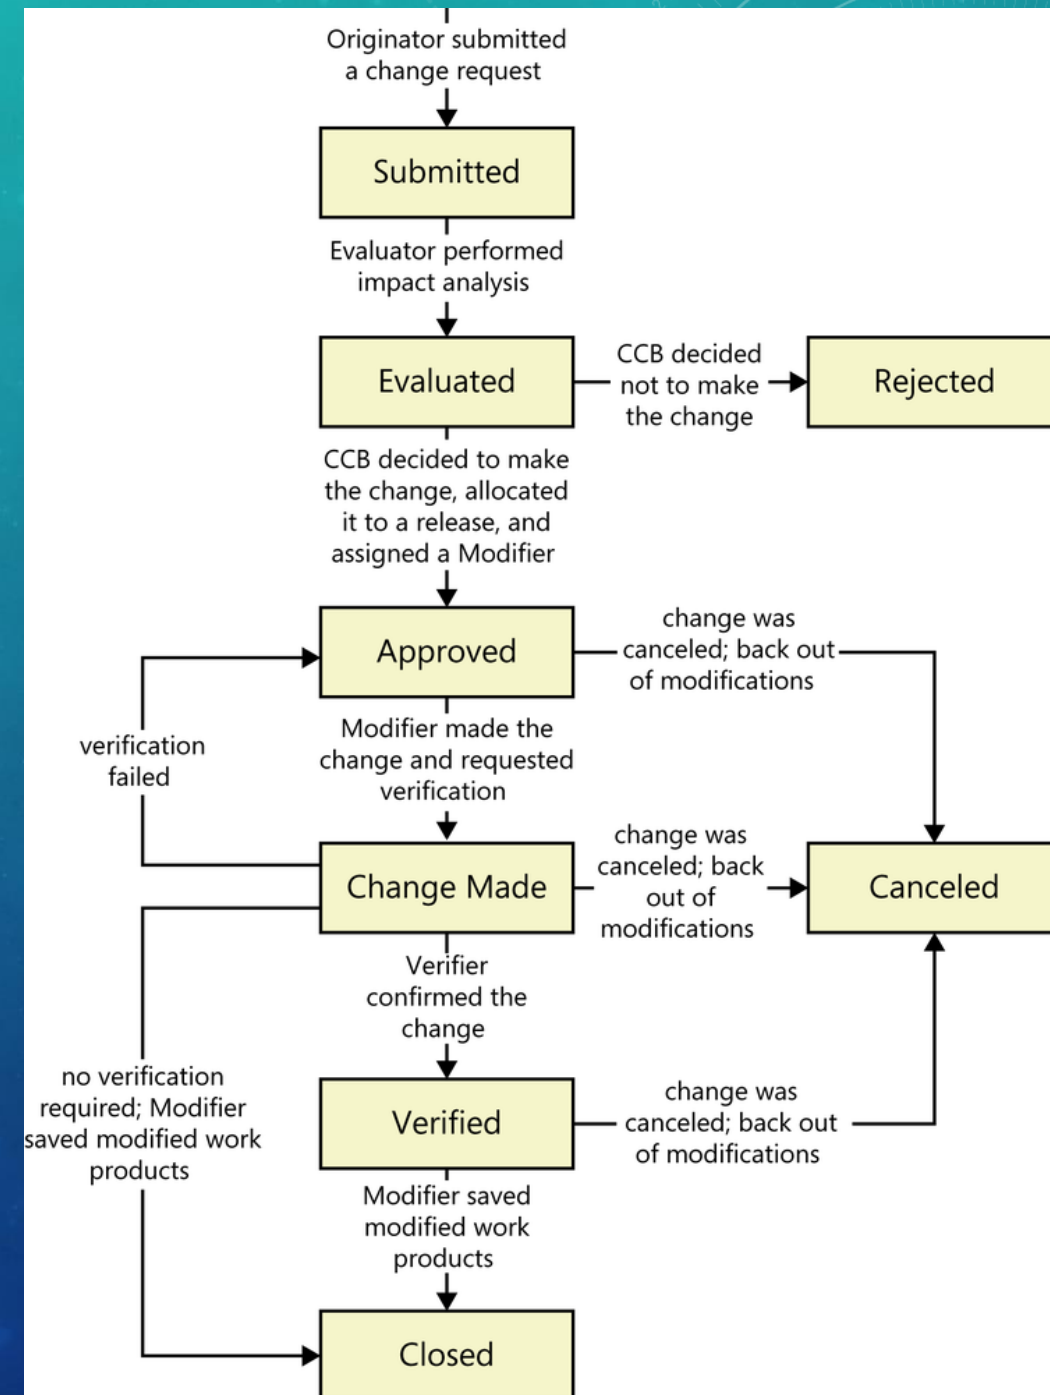 Originator submitted
a change request
Submitted
Evaluator performed
impact analysis
Evaluated
CCB decided
not to make
the change
Rejected
CCB decided to make
the change, allocated
it to a release, and
assigned a Modifier
Approved
change was
canceled; back out
of modifications
verification
failed
Modifier made the
change and requested
verification
Change Made
change was
canceled; back
out of
modifications
Canceled
Verifier
confirmed the
change
no verification
required; Modifier
saved modified work
products
Verified
change was
canceled; back out
of modifications
Modifier saved
modified work
products
Closed